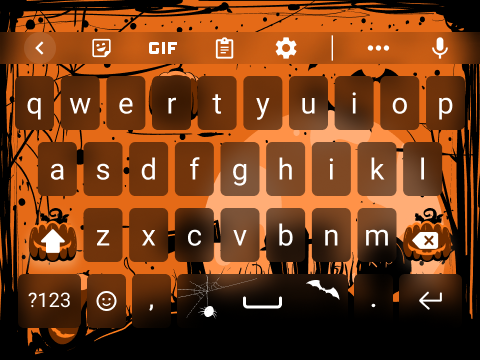 GIF
q w e r t y u i o p
a s d f g h i k l
z x c v b n m
?123 , .